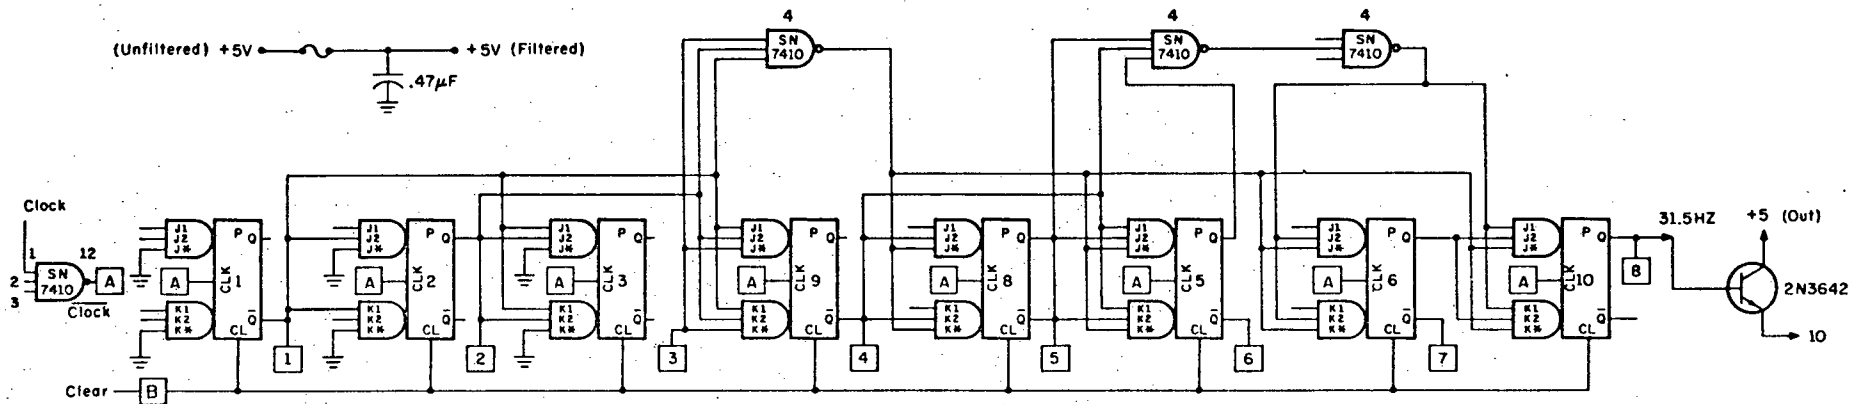 4
4
4
(Unfiltered) +5V
+5V (Filtered)
.47µF
SN
7410
SN
7410
SN
7410
Clock
1
2
3
SN
7410
12
A
Clock
J1
J2
J*
A
K1
K2
K*
P
Q
CLK
1
CL
Q
J1
J2
J*
A
K1
K2
K*
P
Q
CLK
2
CL
Q
J1
J2
J*
A
K1
K2
K*
P
Q
CLK
3
CL
Q
J1
J2
J*
A
K1
K2
K*
P
Q
CLK
9
CL
Q
J1
J2
J*
A
K1
K2
K*
P
Q
CLK
8
CL
Q
J1
J2
J*
A
K1
K2
K*
P
Q
CLK
5
CL
Q
J1
J2
J*
A
K1
K2
K*
P
Q
CLK
6
CL
Q
J1
J2
J*
A
K1
K2
K*
P
Q
CLK
10
CL
Q
31.5HZ
B
+5 (Out)
2N3642
10
1
2
3
4
5
6
7
Clear
B